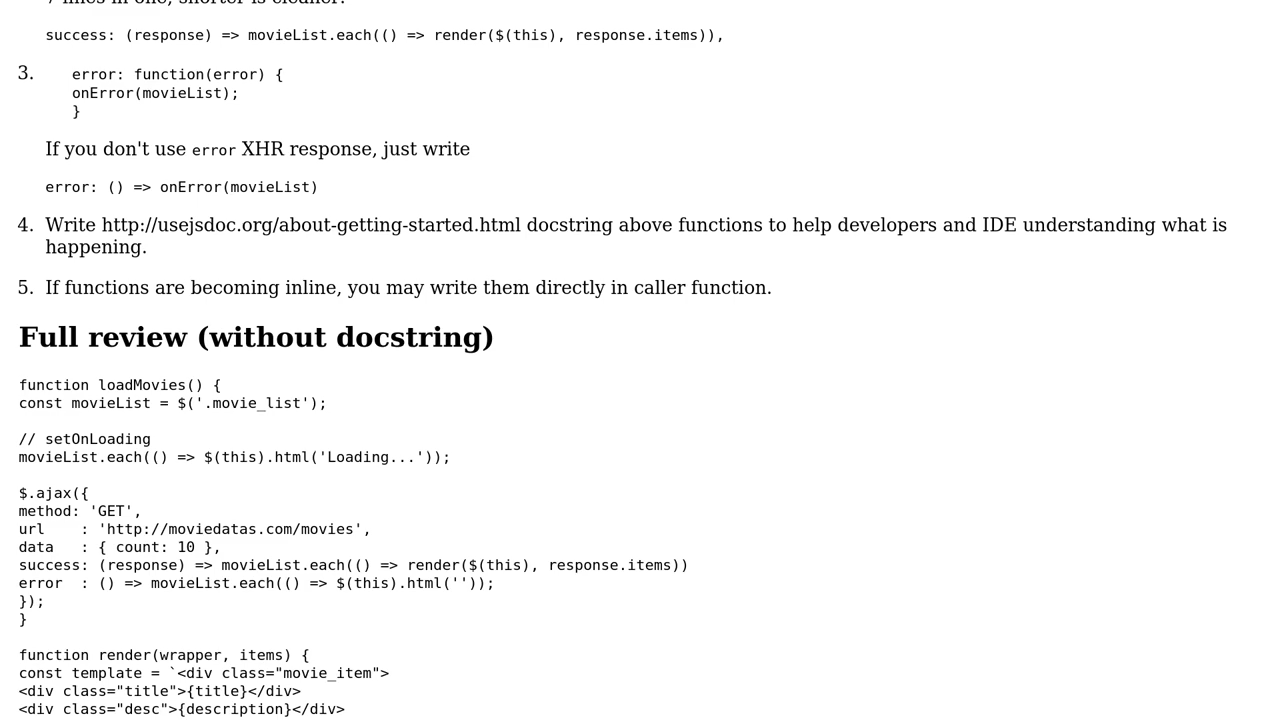 7 lines in one, shorter is cleaner!
success: (response) => movieList.each(() => render($(this), response.items)),
3. error: function(error) {
onError(movieList);
}
If you don't use error XHR response, just write
error: () => onError(movieList)
4. Write http://usejsdoc.org/about-getting-started.html docstring above functions to help developers and IDE understanding what is
happening.
5. If functions are becoming inline, you may write them directly in caller function.
Full review (without docstring)
function loadMovies() {
const movieList = $('.movie_list');
// setOnLoading
movieList.each(() => $(this).html('Loading...'));
$.ajax({
method: 'GET',
url    : 'http://moviedatas.com/movies',
data   : { count: 10 },
success: (response) => movieList.each(() => render($(this), response.items))
error  : () => movieList.each(() => $(this).html(''));
});
}
function render(wrapper, items) {
const template = `<div class="movie_item">
<div class="title">{title}</div>
<div class="desc">{description}</div>